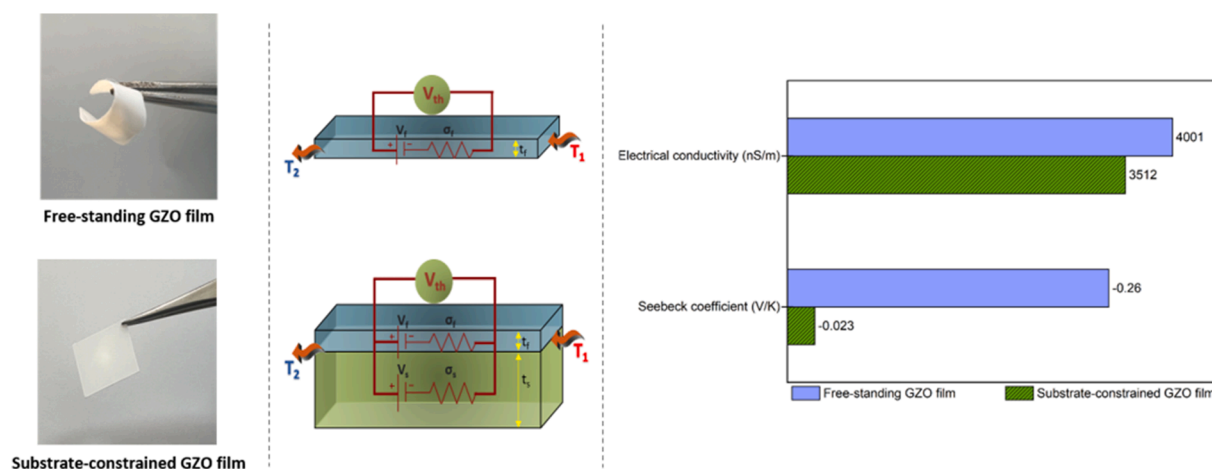 Free-standing GZO film
Substrate-constrained GZO film
Vth
Vf
σf
+
−
tf
T1
T2
Vth
Vf
σf
+
−
tf
T1
T2
Vs
σs
+
−
ts
Electrical conductivity (nS/m)
4001
3512
Seebeck coefficient (V/K)
-0.26
-0.023
Free-standing GZO film
Substrate-constrained GZO film